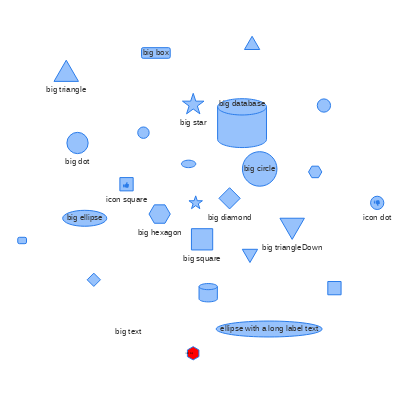 big box
big triangle
big database
big star
big dot
big circle
icon square
icon dot
big ellipse
big diamond
big hexagon
big triangleDown
big square
ellipse with a long label text
big text